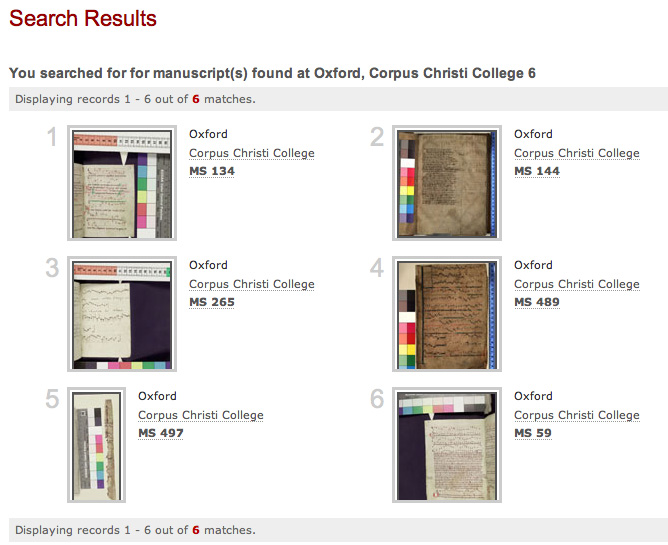 Search Results
You searched for for manuscript(s) found at Oxford, Corpus Christi College 6
Displaying records 1 - 6 out of 6 matches.
1
Oxford
Corpus Christi College
MS 134
2
Oxford
Corpus Christi College
MS 144
3
Oxford
Corpus Christi College
MS 265
4
Oxford
Corpus Christi College
MS 489
5
Oxford
Corpus Christi College
MS 497
6
Oxford
Corpus Christi College
MS 59
Displaying records 1 - 6 out of 6 matches.